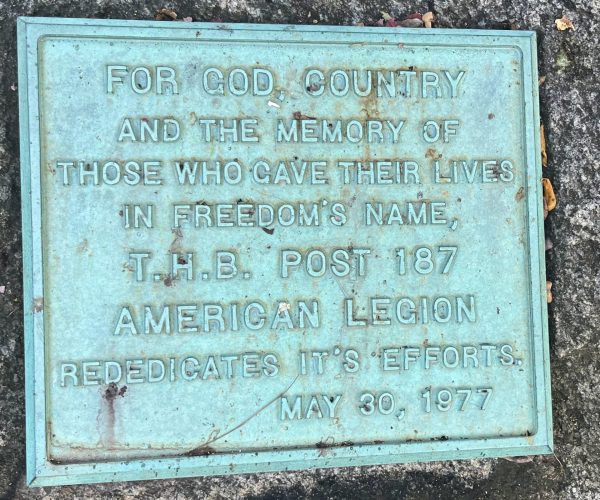 FOR GOD, COUNTRY
AND THE MEMORY OF
THOSE WHO GAVE THEIR LIVES
IN FREEDOM'S NAME,
T.H.B. POST 187
AMERICAN LEGION
REDEDICATES IT'S EFFORTS.
MAY 30, 1977